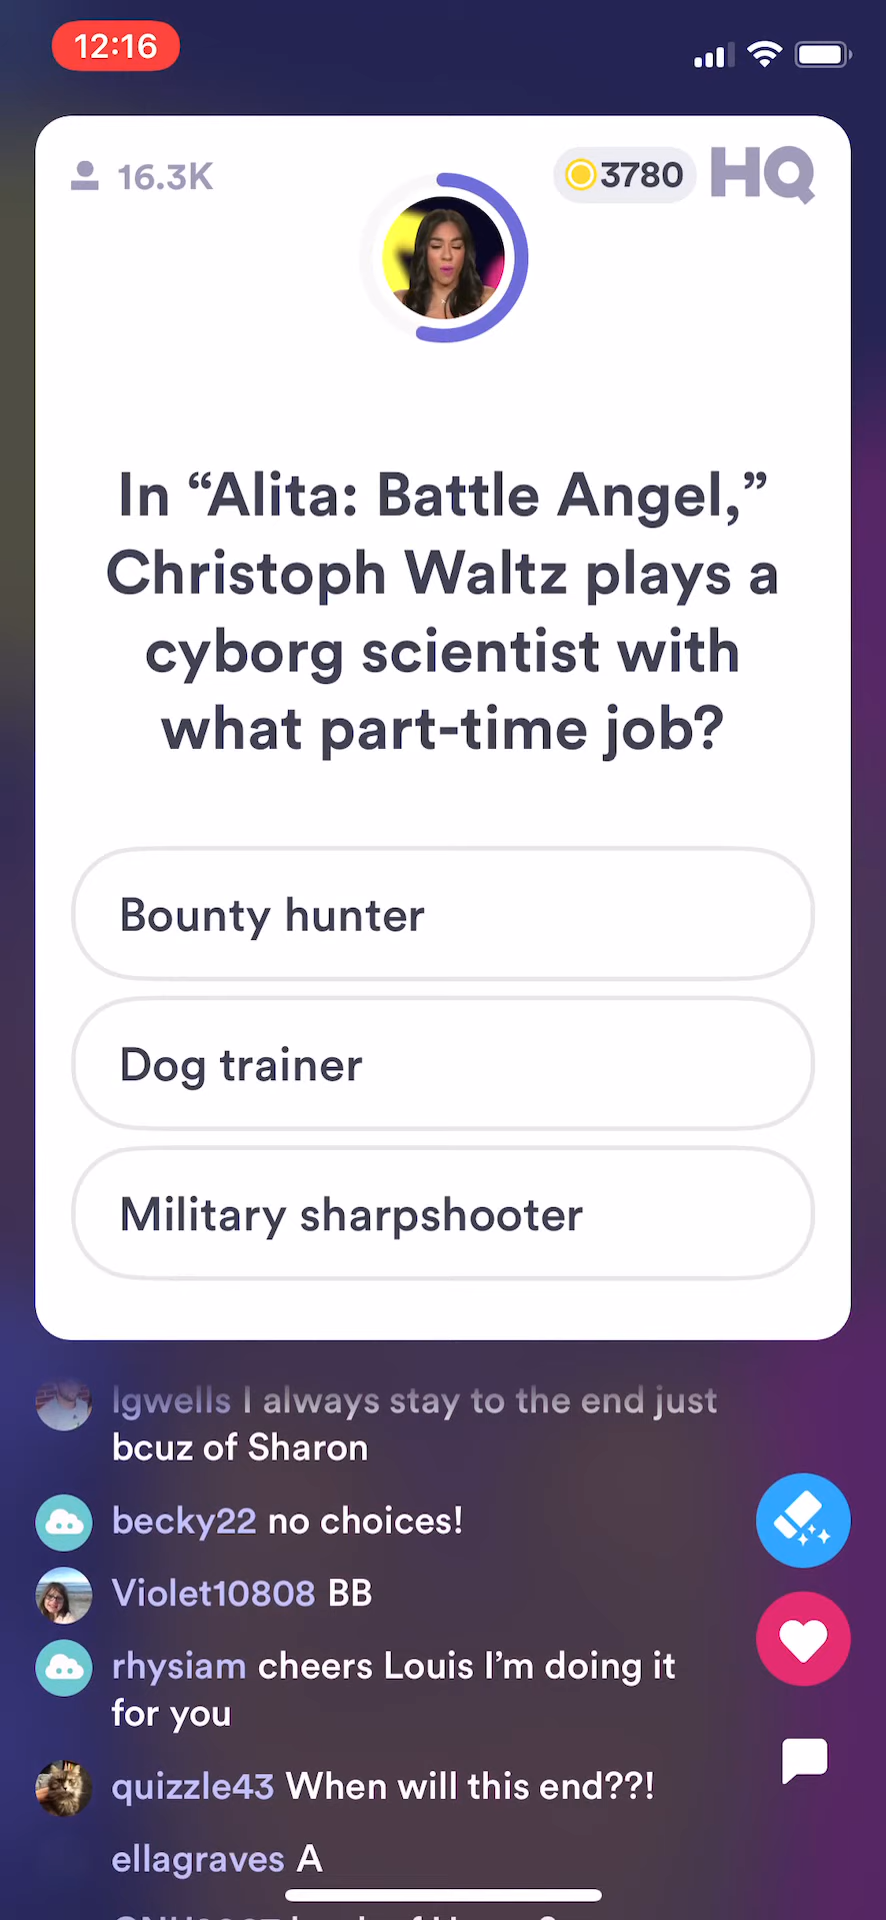 12:16
16.3K
3780 HQ
In “Alita: Battle Angel,”
Christoph Waltz plays a
cyborg scientist with
what part-time job?
Bounty hunter
Dog trainer
Military sharpshooter
lgwells I always stay to the end just
bcuz of Sharon
becky22 no choices!
Violet10808 BB
rhysiam cheers Louis I’m doing it
for you
quizzle43 When will this end??!
ellagraves A